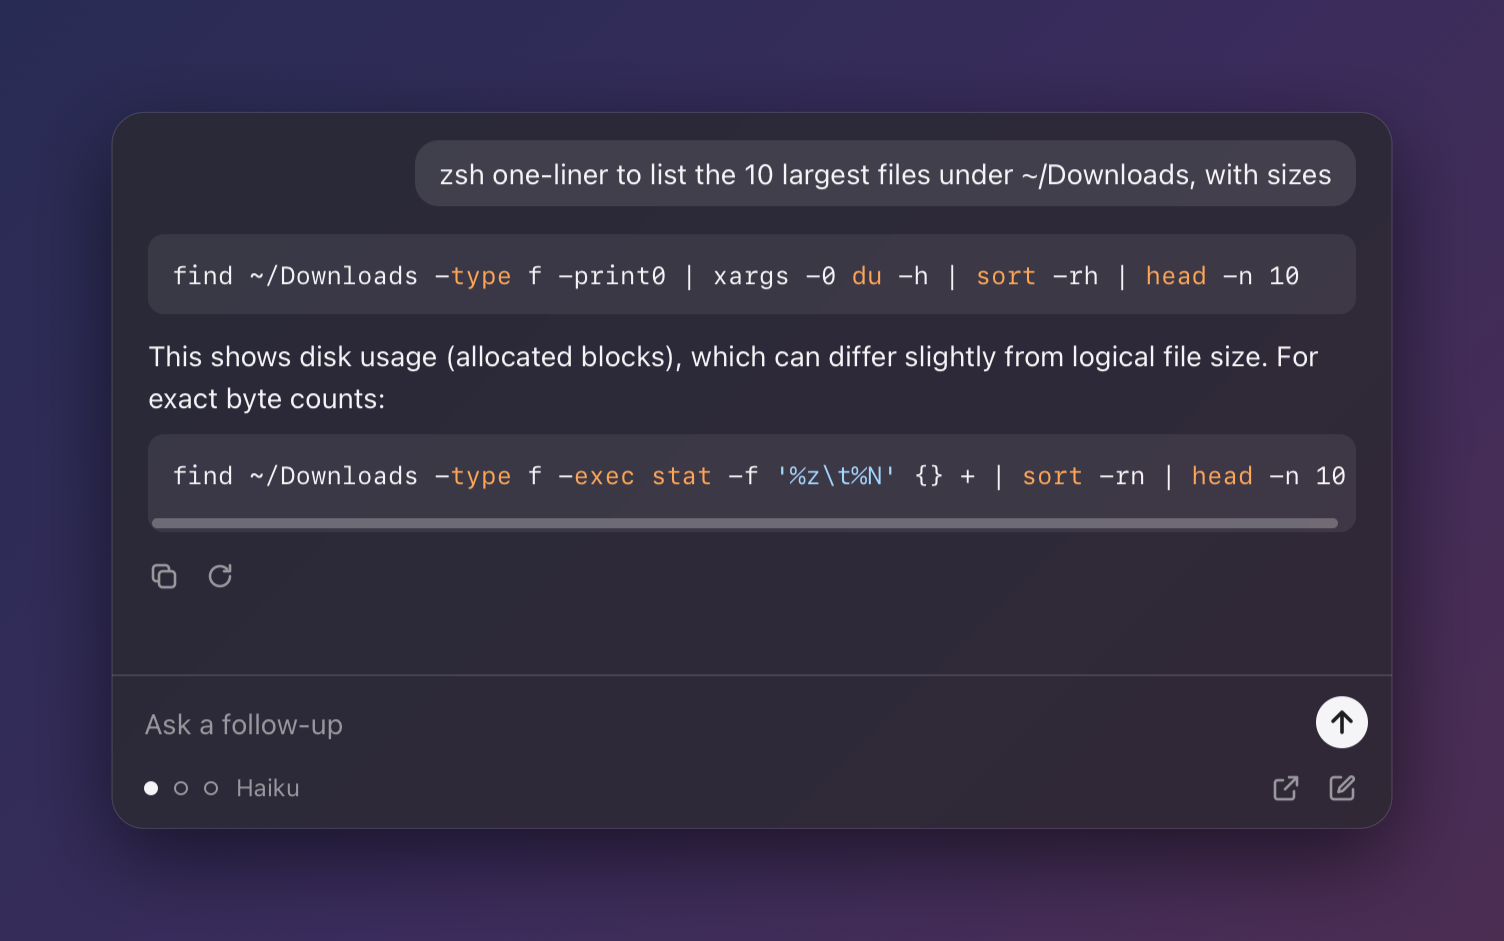 zsh one-liner to list the 10 largest files under ~/Downloads, with sizes
find ~/Downloads -type f -print0 | xargs -0 du -h | sort -rh | head -n 10
This shows disk usage (allocated blocks), which can differ slightly from logical file size. For
exact byte counts:
find ~/Downloads -type f -exec stat -f '%z\t%N' {} + | sort -rn | head -n 10
Ask a follow-up
Haiku